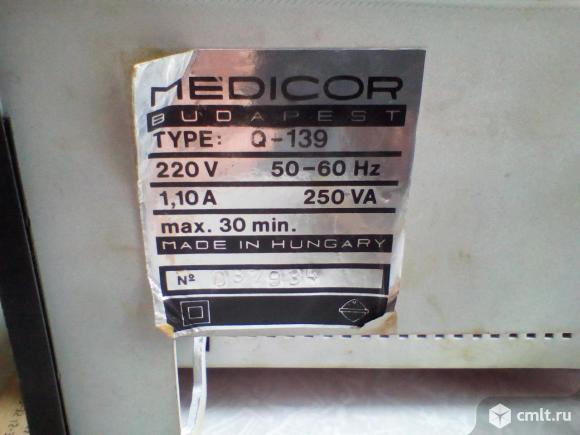 MEDICOR
BUDAPEST
TYPE: Q-139
220 V 50-60 Hz
1,10 A 250 VA
max. 30 min.
MADE IN HUNGARY
Nº
cmlt.ru